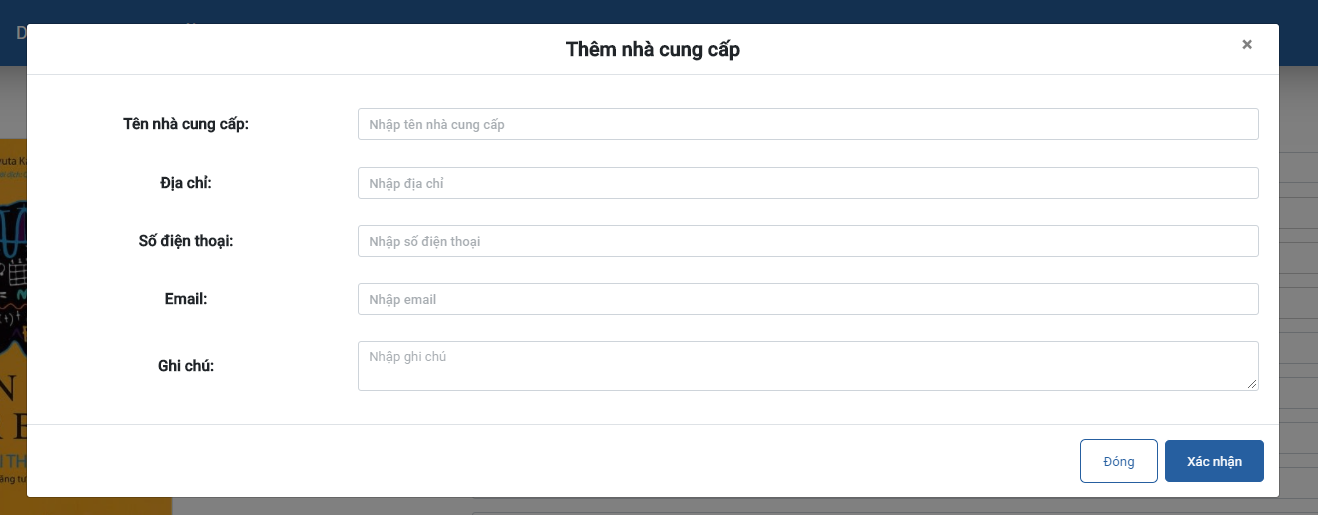 Thêm nhà cung cấp
×
Tên nhà cung cấp:
Nhập tên nhà cung cấp
Địa chỉ:
Nhập địa chỉ
Số điện thoại:
Nhập số điện thoại
Email:
Nhập email
Ghi chú:
Nhập ghi chú
Đóng
Xác nhận